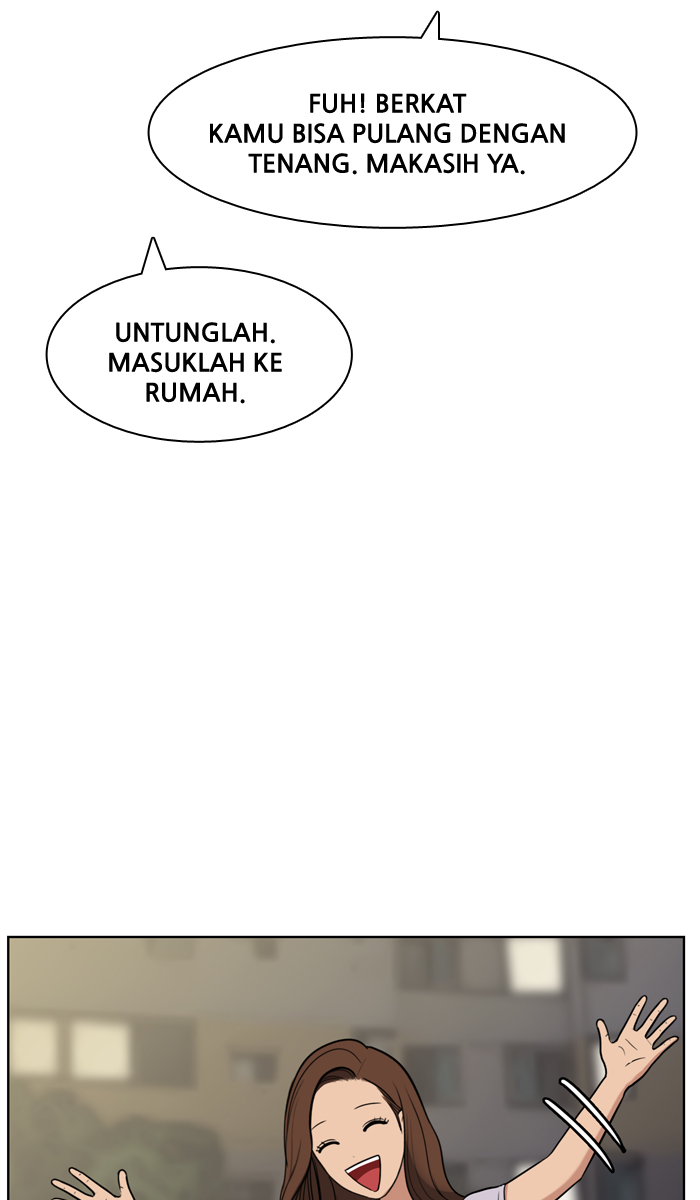 FUH! BERKAT
KAMU BISA PULANG DENGAN
TENANG. MAKASIH YA.
UNTUNGLAH.
MASUKLAH KE
RUMAH.